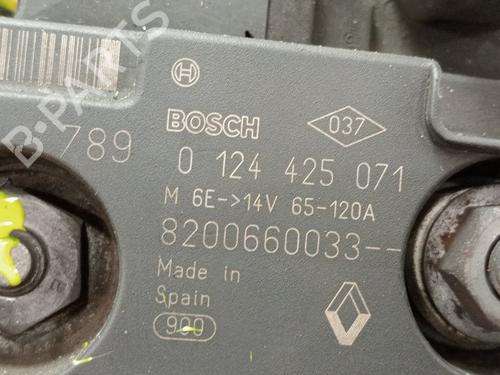 BOSCH
037
789
0 124 425 071
M 6E->14V 65-120A
8200660033--
Made in
Spain
900
B-PARTS